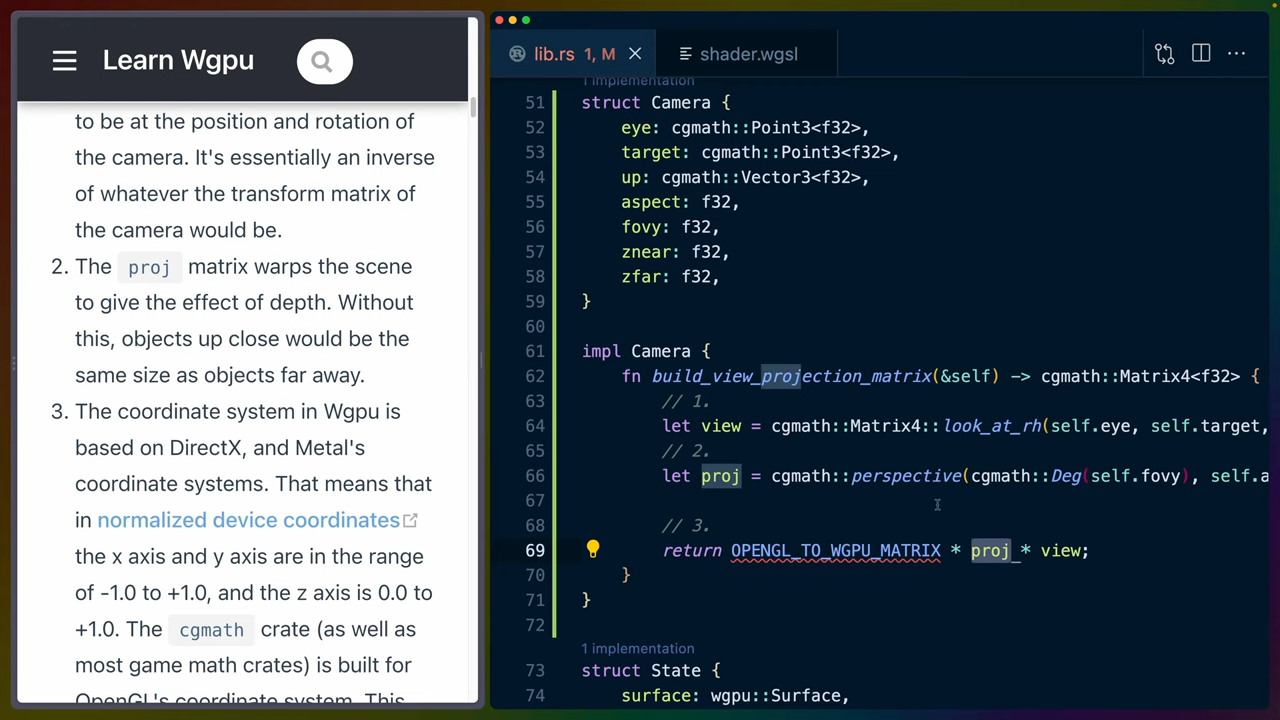 Learn Wgpu
to be at the position and rotation of
the camera. It's essentially an inverse
of whatever the transform matrix of
the camera would be.
2. The proj matrix warps the scene
to give the effect of depth. Without
this, objects up close would be the
same size as objects far away.
3. The coordinate system in Wgpu is
based on DirectX, and Metal's
coordinate systems. That means that
in normalized device coordinates
the x axis and y axis are in the range
of -1.0 to +1.0, and the z axis is 0.0 to
+1.0. The cgmath crate (as well as
most game math crates) is built for
OpenGL's coordinate system. This
lib.rs 1, M
shader.wgsl
1 implementation
51 struct Camera {
52 eye: cgmath::Point3<f32>,
53 target: cgmath::Point3<f32>,
54 up: cgmath::Vector3<f32>,
55 aspect: f32,
56 fovy: f32,
57 znear: f32,
58 zfar: f32,
59 }
60
61 impl Camera {
62 fn build_view_projection_matrix(&self) -> cgmath::Matrix4<f32> {
63 // 1.
64 let view = cgmath::Matrix4::look_at_rh(self.eye, self.target,
65 // 2.
66 let proj = cgmath::perspective(cgmath::Deg(self.fovy), self.a
67
68 // 3.
69 return OPENGL_TO_WGPU_MATRIX * proj * view;
70 }
71 }
72
1 implementation
73 struct State {
74 surface: wgpu::Surface,